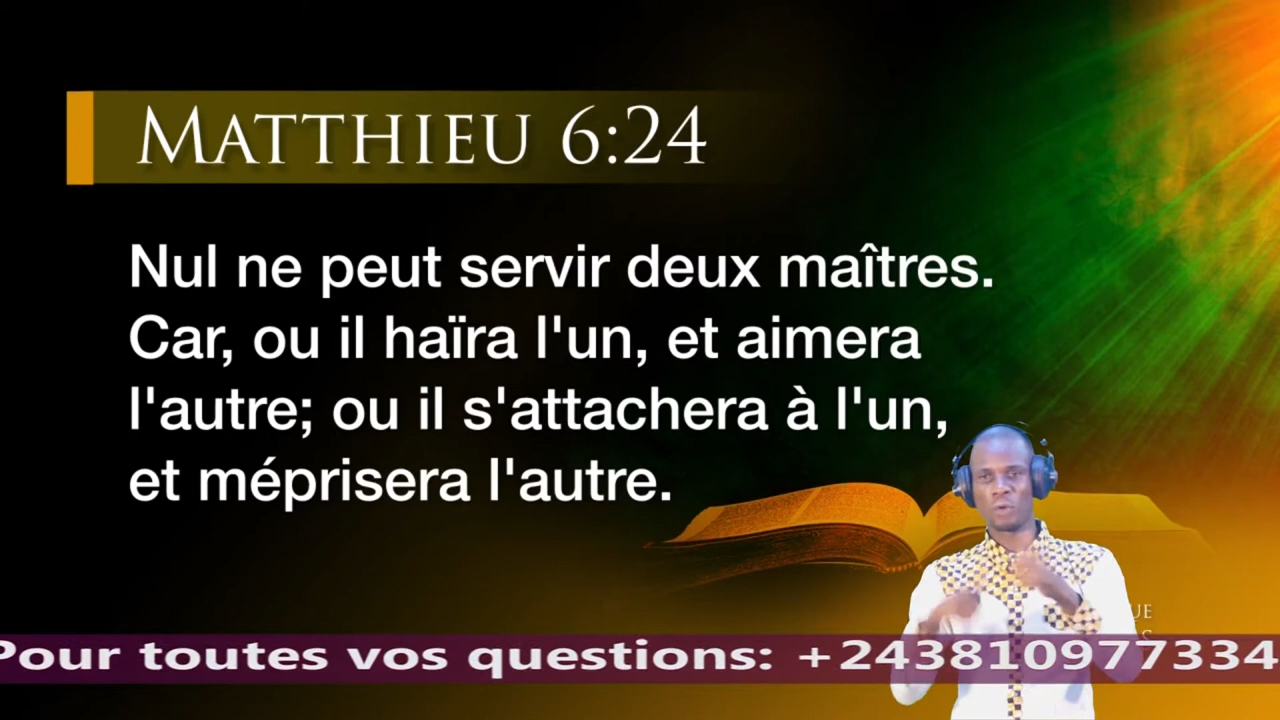 MATTHIEU 6:24
Nul ne peut servir deux maîtres.
Car, ou il haïra l'un, et aimera
l'autre; ou il s'attachera à l'un,
et méprisera l'autre.
Pour toutes vos questions: +243810977334